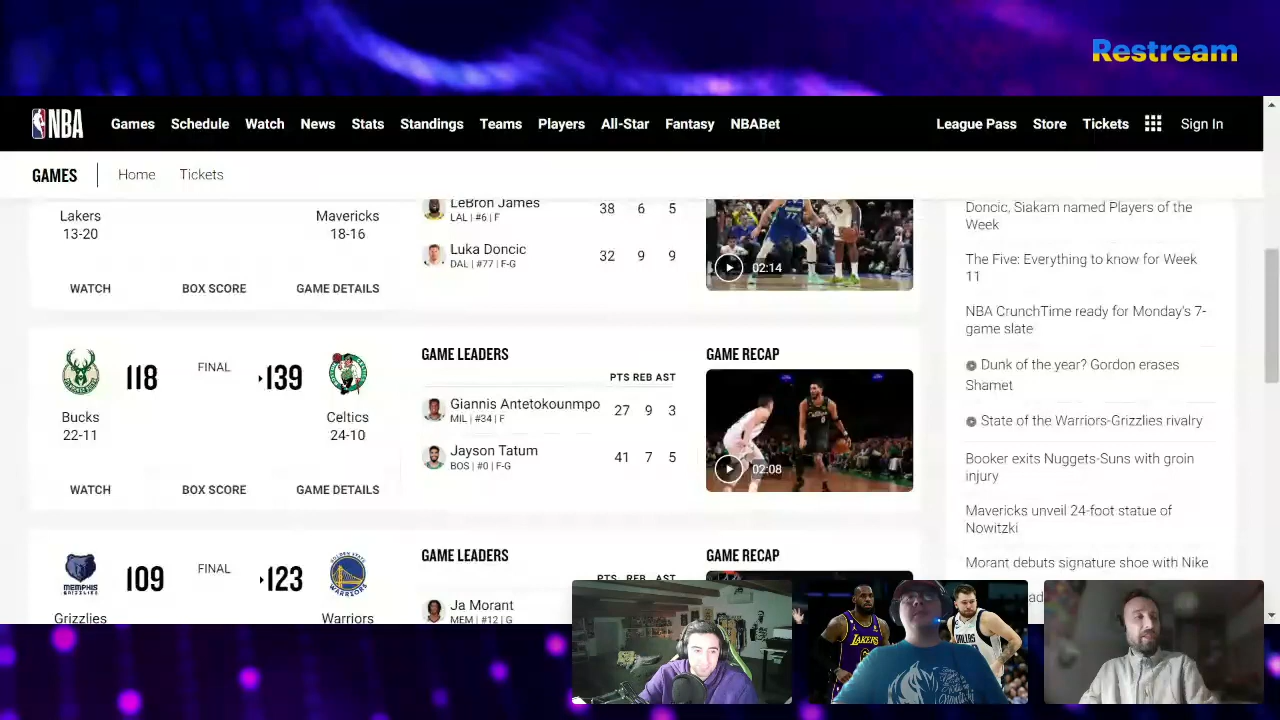 Restream
NBA Games Schedule Watch News Stats Standings Teams Players All-Star Fantasy NBABet League Pass Store Tickets Sign In
GAMES Home Tickets
Lakers
13-20
Mavericks
18-16
WATCH BOX SCORE GAME DETAILS
LeBron James 38 6 5
LAL | #6 | F
Luka Doncic 32 9 9
DAL | #77 | F-G
02:14
Bucks
22-11
118 FINAL 139
Celtics
24-10
WATCH BOX SCORE GAME DETAILS
GAME LEADERS
PTS REB AST
Giannis Antetokounmpo 27 9 3
MIL | #34 | F
Jayson Tatum 41 7 5
BOS | #0 | F-G
GAME RECAP
02:08
MEMPHIS
GRIZZLIES
Grizzlies
109 FINAL 123
Warriors
GAME LEADERS
PTS REB AST
Ja Morant
MEM | #12 | G
GAME RECAP
Doncic, Siakam named Players of the
Week
The Five: Everything to know for Week
11
NBA CrunchTime ready for Monday's 7-
game slate
Dunk of the year? Gordon erases
Shamet
State of the Warriors-Grizzlies rivalry
Booker exits Nuggets-Suns with groin
injury
Mavericks unveil 24-foot statue of
Nowitzki
Morant debuts signature shoe with Nike
LAKERS
DALLAS